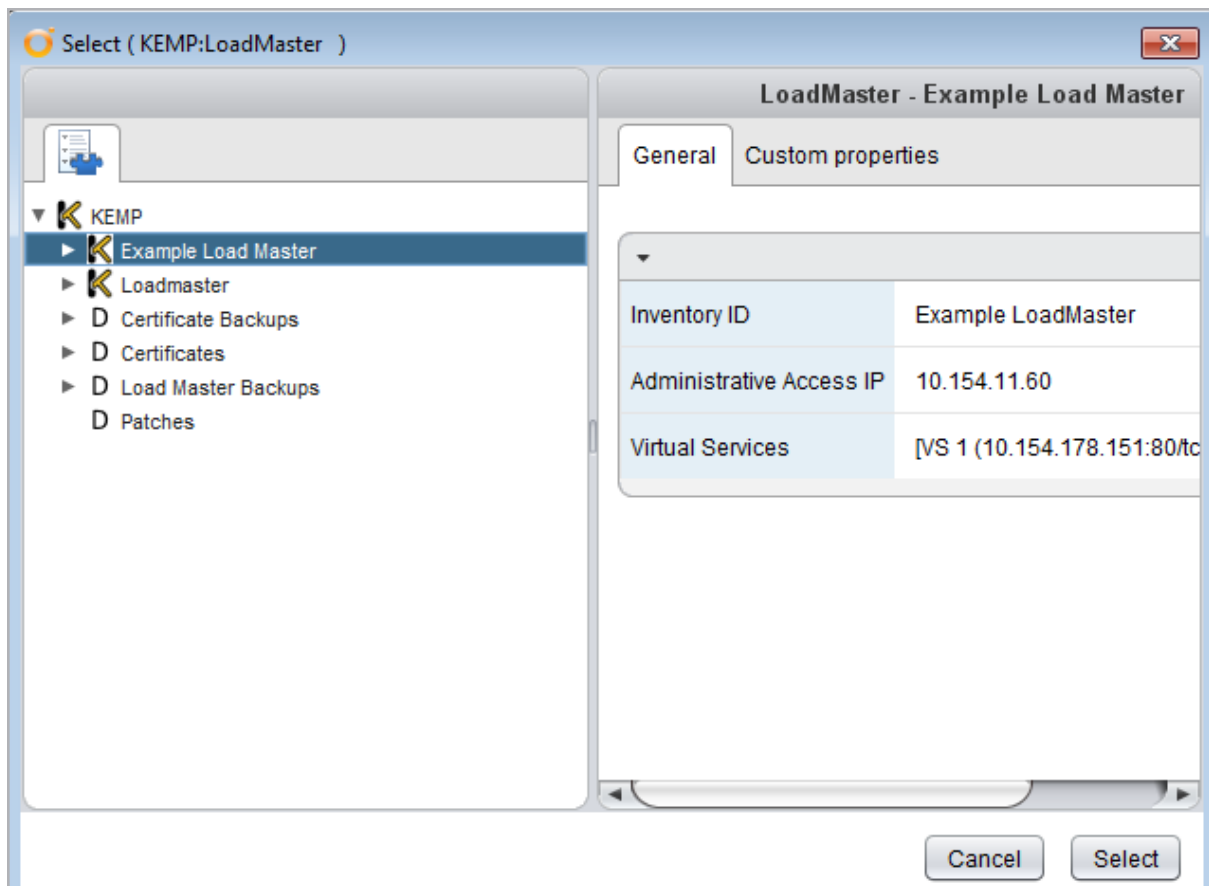 Select ( KEMP:LoadMaster )
LoadMaster - Example Load Master
General
Custom properties
KEMP
Example Load Master
Loadmaster
D Certificate Backups
D Certificates
D Load Master Backups
D Patches
Inventory ID
Example LoadMaster
Administrative Access IP
10.154.11.60
Virtual Services
[VS 1 (10.154.178.151:80/tc
Cancel
Select